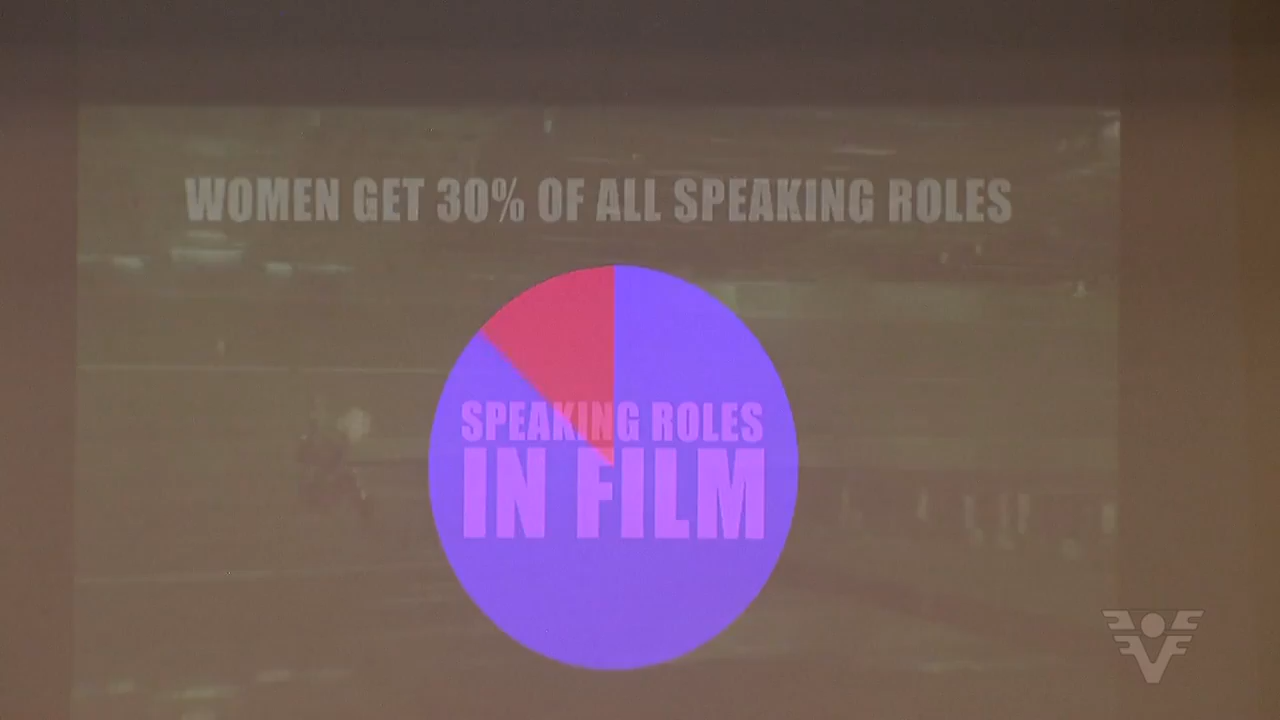 WOMEN GET 30% OF ALL SPEAKING ROLES
SPEAKING ROLES
IN FILM